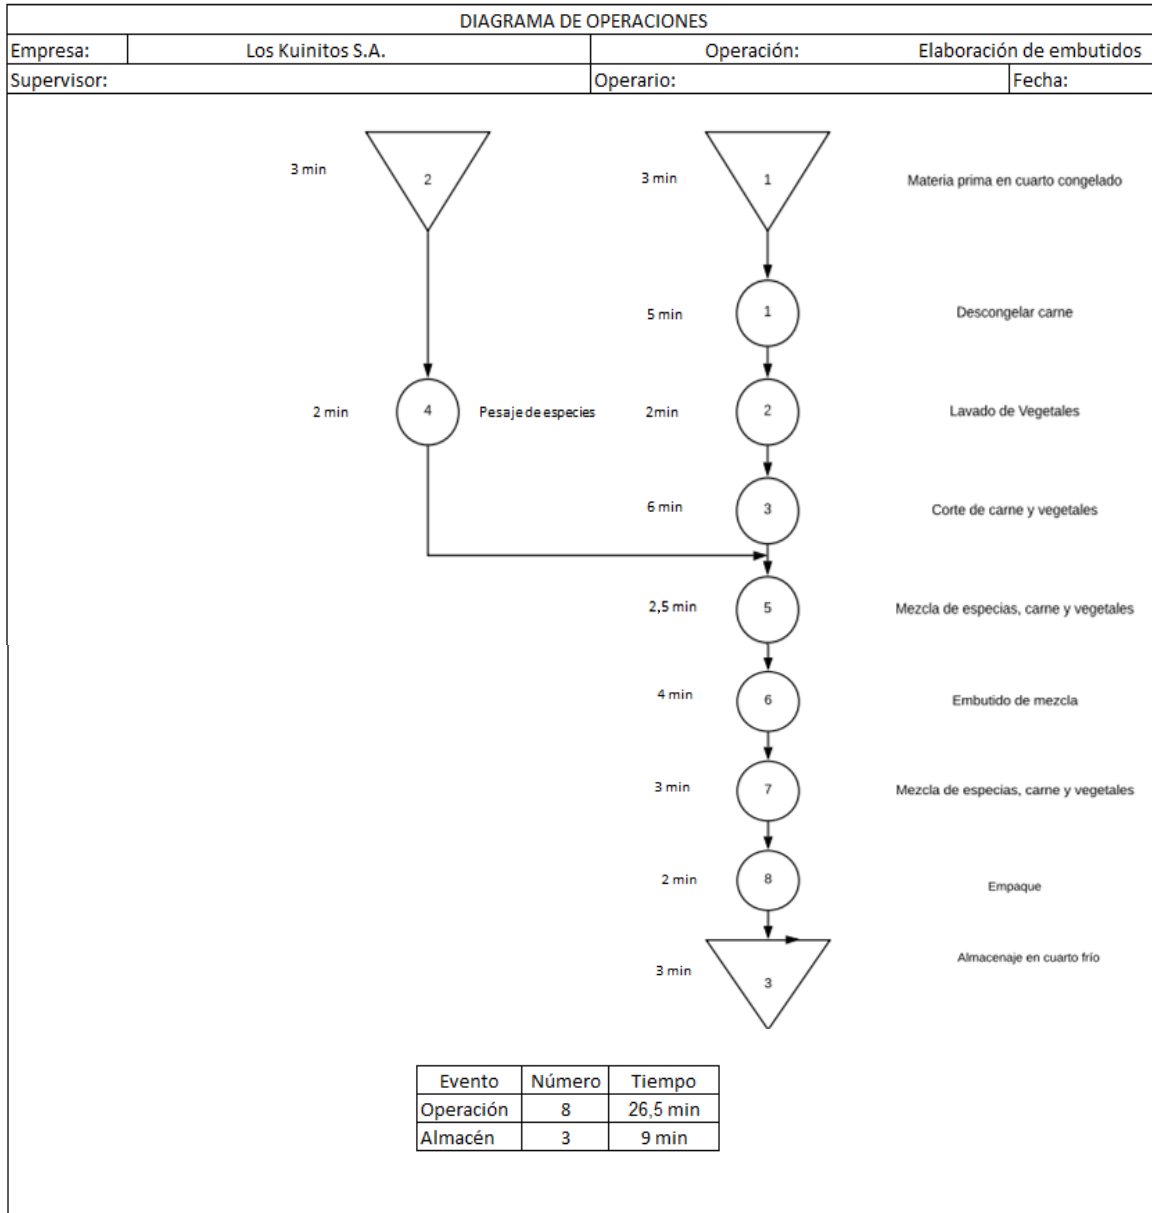 DIAGRAMA DE OPERACIONES
Empresa: Los Kuinitos S.A. Operación: Elaboración de embutidos
Supervisor: Operario: Fecha:
3 min 2 3 min 1 Materia prima en cuarto congelado
5 min 1 Descongelar carne
2 min 4 Pesaje de especies 2min 2 Lavado de Vegetales
6 min 3 Corte de carne y vegetales
2,5 min 5 Mezcla de especias, carne y vegetales
4 min 6 Embutido de mezcla
3 min 7 Mezcla de especias, carne y vegetales
2 min 8 Empaque
3 min 3 Almacenaje en cuarto frío
Evento Número Tiempo
Operación 8 26,5 min
Almacén 3 9 min